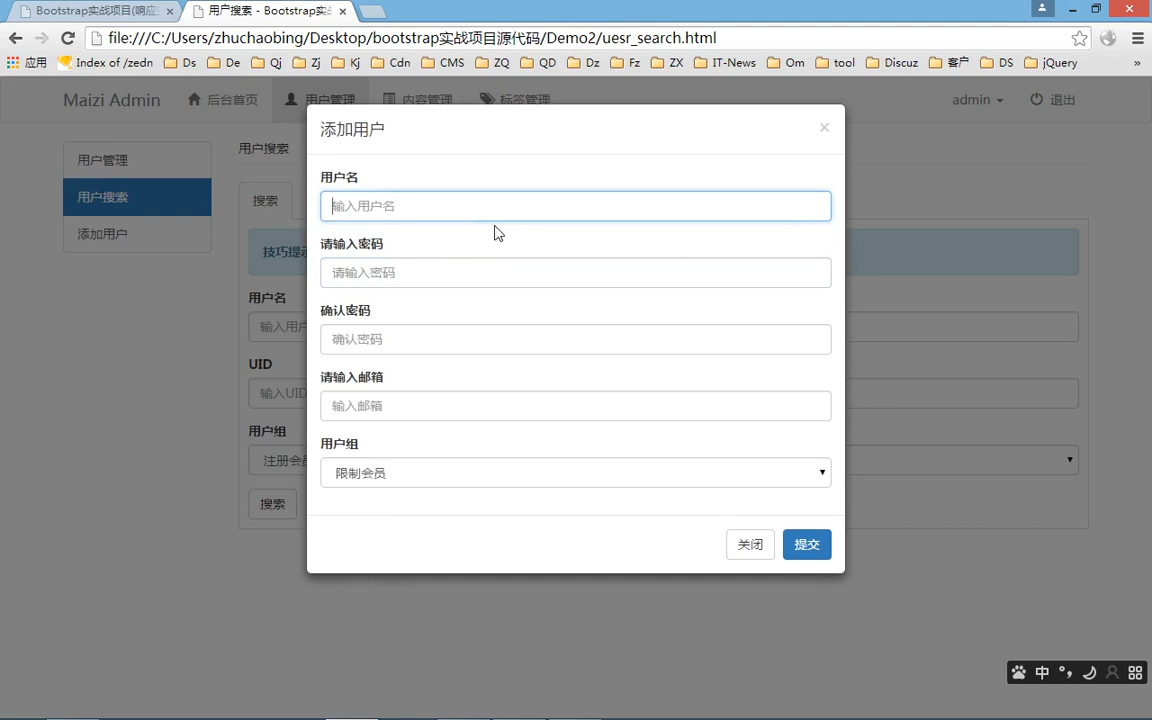 Bootstrap实战项目(响应
用户搜索 - Bootstrap实
file:///C:/Users/zhuchaobing/Desktop/bootstrap实战项目源代码/Demo2/uesr_search.html
应用 Index of /zedn Ds De Qj Zj Kj Cdn CMS ZQ QD Dz Fz ZX IT-News Om tool Discuz 客户 DS jQuery »
Maizi Admin 后台首页 用户管理 内容管理 标签管理 admin 退出
添加用户 ×
用户管理
用户搜索
添加用户
用户搜索
搜索
技巧提示
用户名
输入用户
UID
输入UID
用户组
注册会员
搜索
用户名
输入用户名
请输入密码
请输入密码
确认密码
确认密码
请输入邮箱
输入邮箱
用户组
限制会员
关闭 提交
中